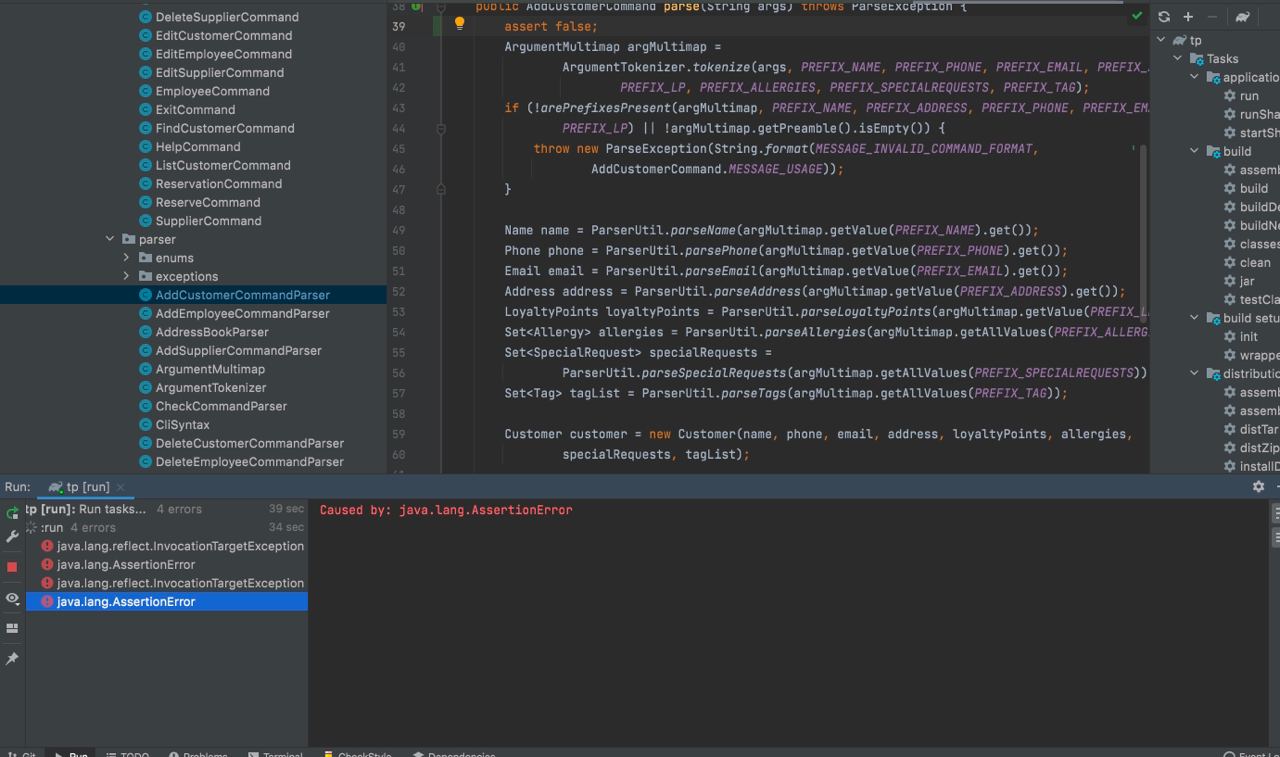 DeleteSupplierCommand
EditCustomerCommand
EditEmployeeCommand
EditSupplierCommand
EmployeeCommand
ExitCommand
FindCustomerCommand
HelpCommand
ListCustomerCommand
ReservationCommand
ReserveCommand
SupplierCommand
parser
enums
exceptions
AddCustomerCommandParser
AddEmployeeCommandParser
AddressBookParser
AddSupplierCommandParser
ArgumentMultimap
ArgumentTokenizer
CheckCommandParser
CliSyntax
DeleteCustomerCommandParser
DeleteEmployeeCommandParser
38 public AddCustomerCommand parse(String args) throws ParseException {
39 assert false;
40 ArgumentMultimap argMultimap =
41 ArgumentTokenizer.tokenize(args, PREFIX_NAME, PREFIX_PHONE, PREFIX_EMAIL,
42 PREFIX_LP, PREFIX_ALLERGIES, PREFIX_SPECIALREQUESTS, PREFIX_TAG);
43 if (!arePrefixesPresent(argMultimap, PREFIX_NAME, PREFIX_ADDRESS, PREFIX_PHONE, PREFIX_EM
44 PREFIX_LP) || !argMultimap.getPreamble().isEmpty()) {
45 throw new ParseException(String.format(MESSAGE_INVALID_COMMAND_FORMAT,
46 AddCustomerCommand.MESSAGE_USAGE));
47 }
48
49 Name name = ParserUtil.parseName(argMultimap.getValue(PREFIX_NAME).get());
50 Phone phone = ParserUtil.parsePhone(argMultimap.getValue(PREFIX_PHONE).get());
51 Email email = ParserUtil.parseEmail(argMultimap.getValue(PREFIX_EMAIL).get());
52 Address address = ParserUtil.parseAddress(argMultimap.getValue(PREFIX_ADDRESS).get());
53 LoyaltyPoints loyaltyPoints = ParserUtil.parseLoyaltyPoints(argMultimap.getValue(PREFIX_L
54 Set<Allergy> allergies = ParserUtil.parseAllergies(argMultimap.getAllValues(PREFIX_ALLERG
55 Set<SpecialRequest> specialRequests =
56 ParserUtil.parseSpecialRequests(argMultimap.getAllValues(PREFIX_SPECIALREQUESTS))
57 Set<Tag> tagList = ParserUtil.parseTags(argMultimap.getAllValues(PREFIX_TAG));
58
59 Customer customer = new Customer(name, phone, email, address, loyaltyPoints, allergies,
60 specialRequests, tagList);
tp
Tasks
applicatio
run
runSha
startSh
build
assemb
build
buildDe
buildNe
classes
clean
jar
testCla
build setu
init
wrappe
distributio
assemb
assemb
distTar
distZip
installD
Run: tp [run]
tp [run]: Run tasks... 4 errors 39 sec
:run 4 errors 34 sec
java.lang.reflect.InvocationTargetException
java.lang.AssertionError
java.lang.reflect.InvocationTargetException
java.lang.AssertionError
Caused by: java.lang.AssertionError
Git Run TODO Problems Terminal CheckStyle Dependencies